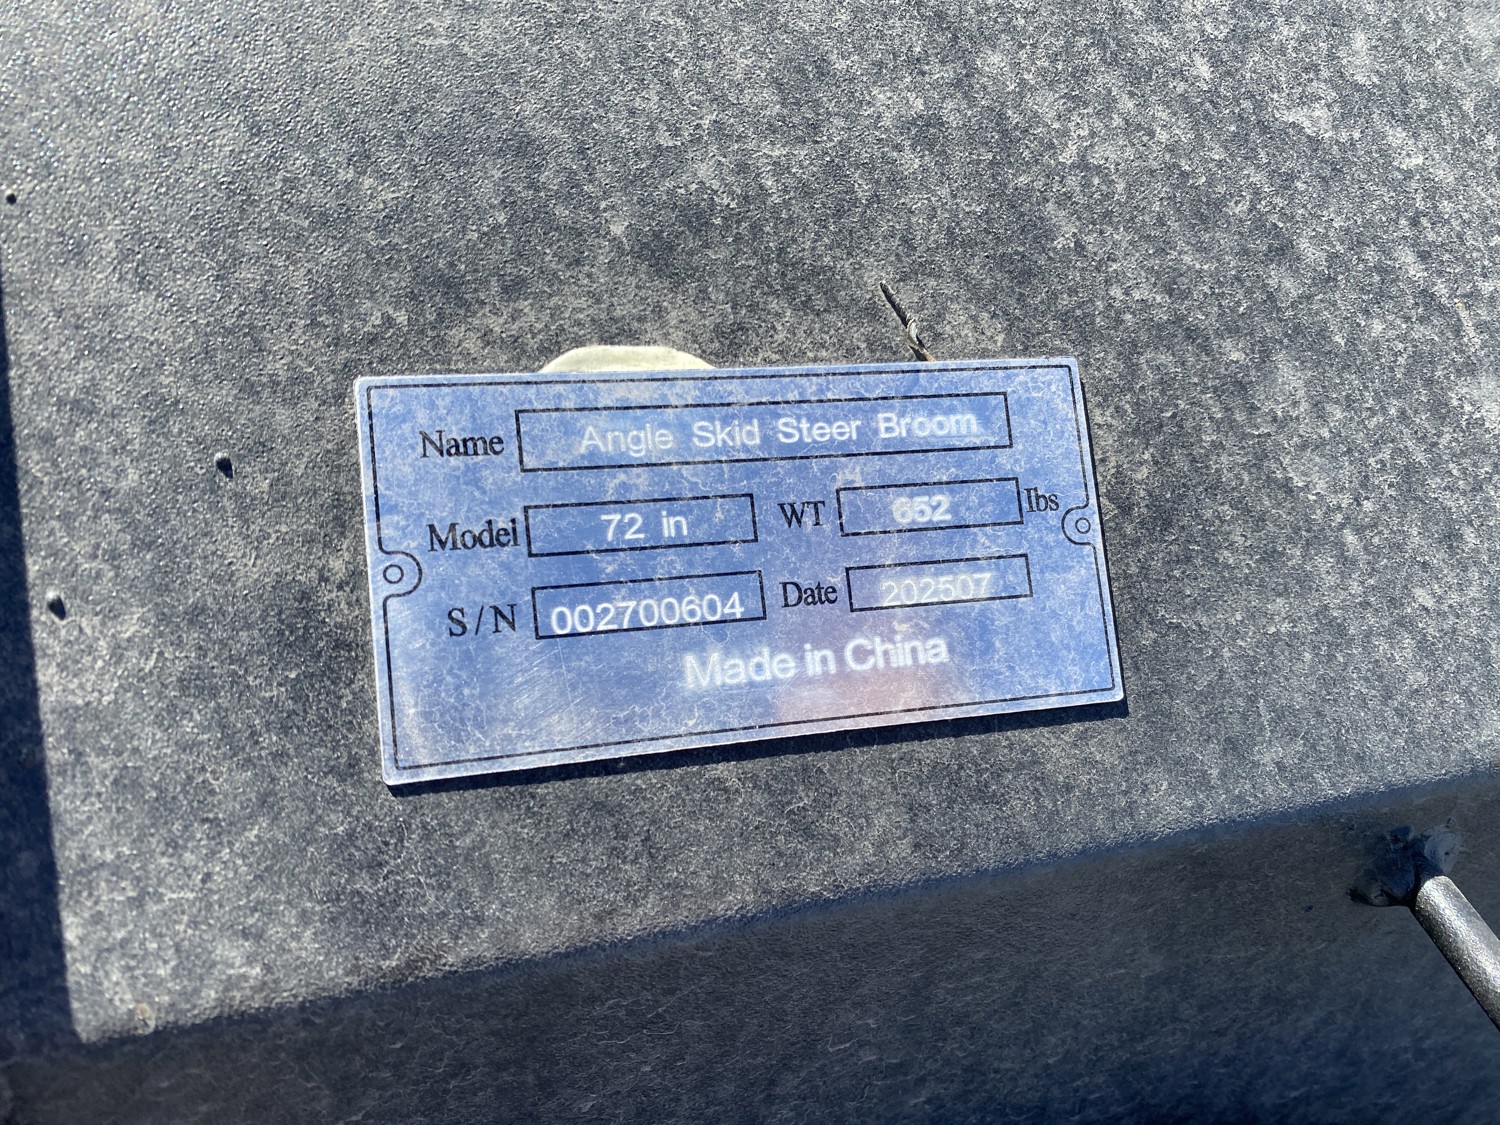 Name Angle Skid Steer Broom
Model 72 in WT 652 lbs
S/N 002700604 Date 202507
Made in China